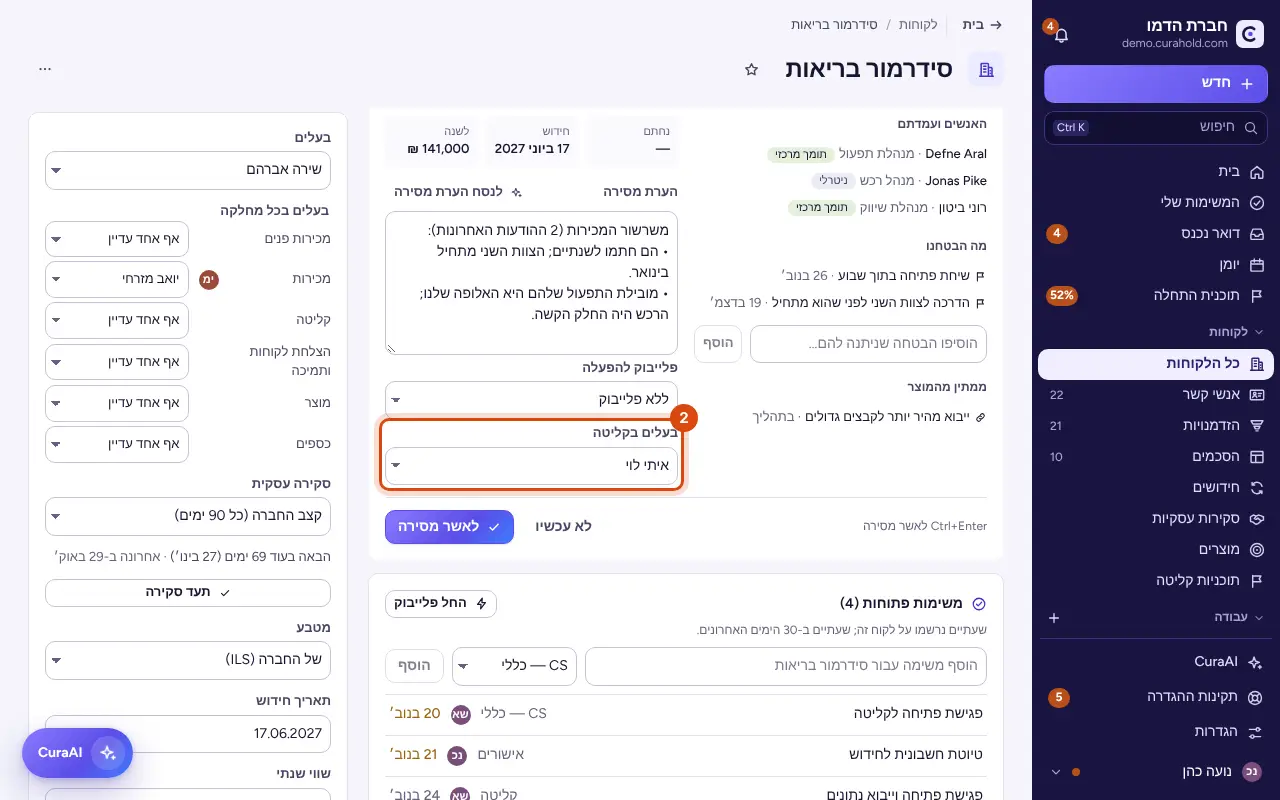 חברת הדמו
demo.curahold.com
4
חדש
חיפוש
Ctrl K
בית
המשימות שלי
דואר נכנס
4
יומן
תוכנית התחלה
52%
לקוחות
כל הלקוחות
אנשי קשר
22
הזדמנויות
21
הסכמים
10
חידושים
סקירות עסקיות
מוצרים
תוכניות קליטה
עבודה
CuraAI
תקינות ההגדרה
5
הגדרות
נועה כהן
נכ
בית
לקוחות / סידרמור בריאות
סידרמור בריאות
האנשים ועמדתם
Defne Aral · מנהלת תפעול תומך מרכזי
Jonas Pike · מנהל רכש ניטרלי
רוני ביטון · מנהלת שיווק תומך מרכזי
מה הבטחנו
שיחת פתיחה בתוך שבוע · 26 בנוב׳
הדרכה לצוות השני לפני שהוא מתחיל · 19 בדצמ׳
הוסיפו הבטחה שניתנה להם...
הוסף
ממתין מהמוצר
ייבוא מהיר יותר לקבצים גדולים · בתהליך
נחתם
—
חידוש
17 ביוני 2027
לשנה
141,000 ₪
הערת מסירה
לנסח הערת מסירה
משרשור המכירות (2 ההודעות האחרונות):
• הם חתמו לשנתיים; הצוות השני מתחיל
בינואר.
• מובילת התפעול שלהם היא האלופה שלנו;
הרכש היה החלק הקשה.
פלייבוק להפעלה
ללא פלייבוק
2
בעלים בקליטה
איתי לוי
Ctrl+Enter לאשר מסירה
לא עכשיו
לאשר מסירה
משימות פתוחות (4)
החל פלייבוק
שעתיים נרשמו על לקוח זה; שעתיים ב-30 הימים האחרונים.
הוסף משימה עבור סידרמור בריאות
CS — כללי
הוסף
פגישת פתיחה לקליטה
CS — כללי
שא
20 בנוב׳
טיוטת חשבונית לחידוש
אישורים
נכ
21 בנוב׳
פגישת פתיחה וייבוא נתונים
קליטה
שא
24 בנוב׳
בעלים
שירה אברהם
בעלים בכל מחלקה
מכירות פנים
אף אחד עדיין
מכירות
ימ
יואב מזרחי
קליטה
אף אחד עדיין
הצלחת לקוחות
ותמיכה
אף אחד עדיין
מוצר
אף אחד עדיין
כספים
אף אחד עדיין
סקירה עסקית
קצב החברה (כל 90 ימים)
הבאה בעוד 69 ימים (27 בינו׳) · אחרונה ב-29 באוק׳
תעד סקירה
מטבע
של החברה (ILS)
תאריך חידוש
17.06.2027
שווי שנתי
CuraAI